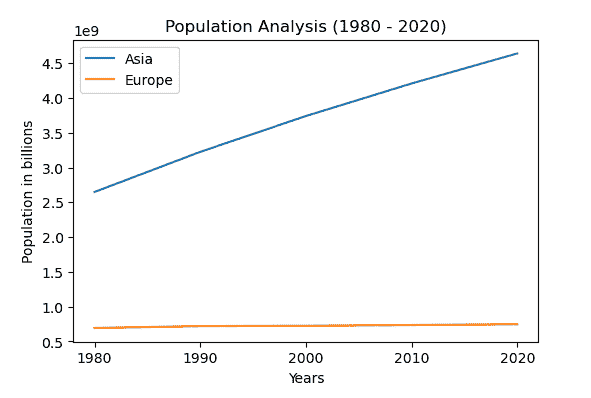 Population Analysis (1980 - 2020)
1e9
Asia
Europe
4.5
4.0
3.5
3.0
2.5
2.0
1.5
1.0
0.5
Population in billions
1980 1990 2000 2010 2020
Years